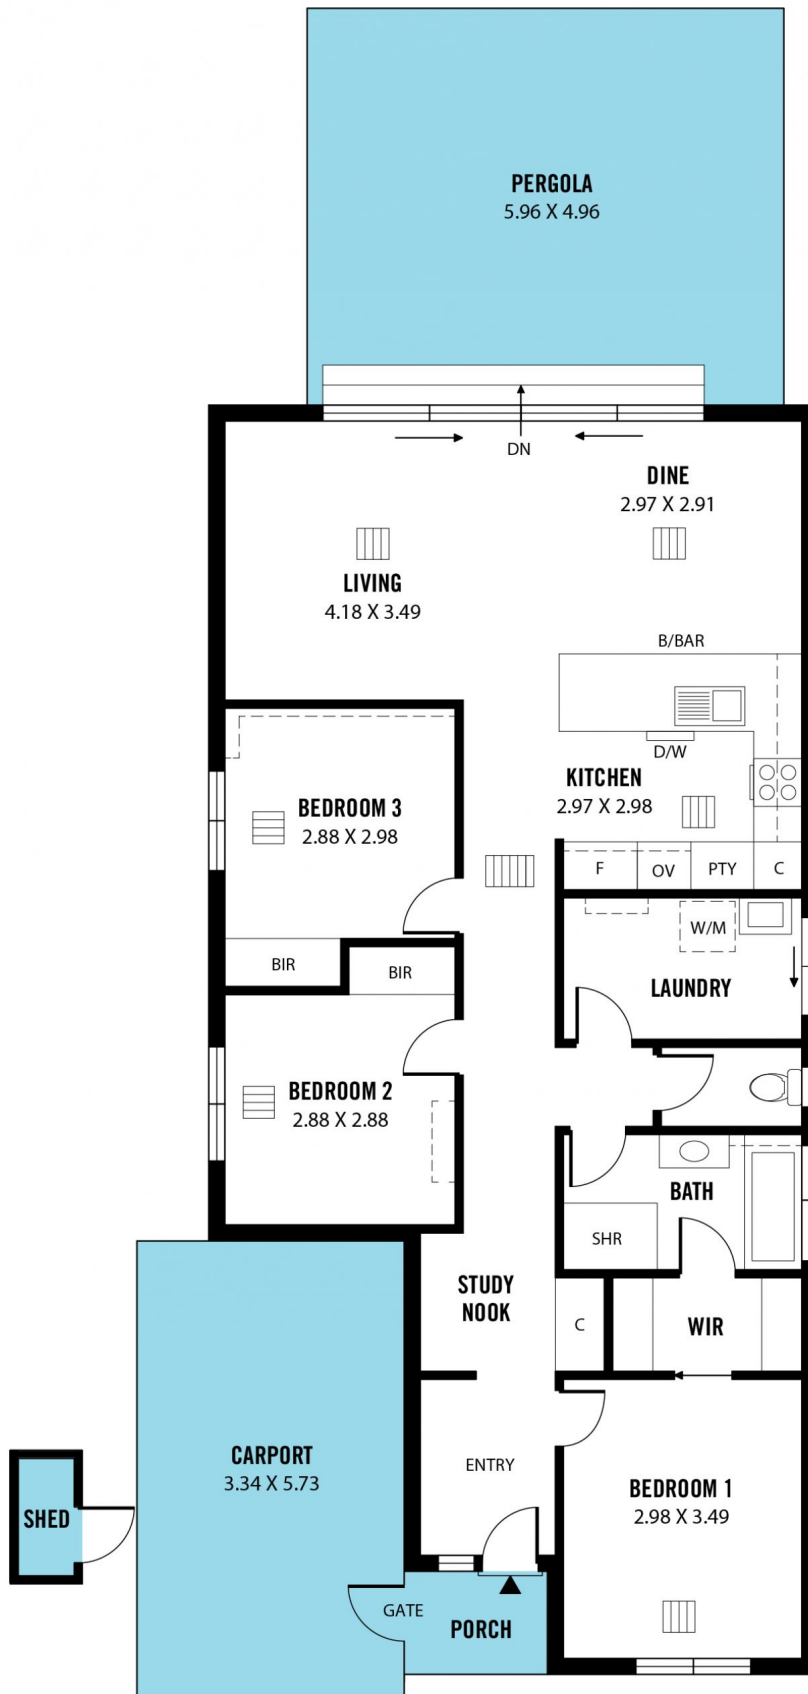 PERGOLA
5.96 X 4.96
DN
DINE
2.97 X 2.91
LIVING
4.18 X 3.49
B/BAR
D/W
KITCHEN
2.97 X 2.98
BEDROOM 3
2.88 X 2.98
F
OV
PTY
C
W/M
BIR
BIR
LAUNDRY
BEDROOM 2
2.88 X 2.88
BATH
SHR
STUDY
NOOK
C
WIR
CARPORT
3.34 X 5.73
ENTRY
BEDROOM 1
2.98 X 3.49
SHED
GATE
PORCH